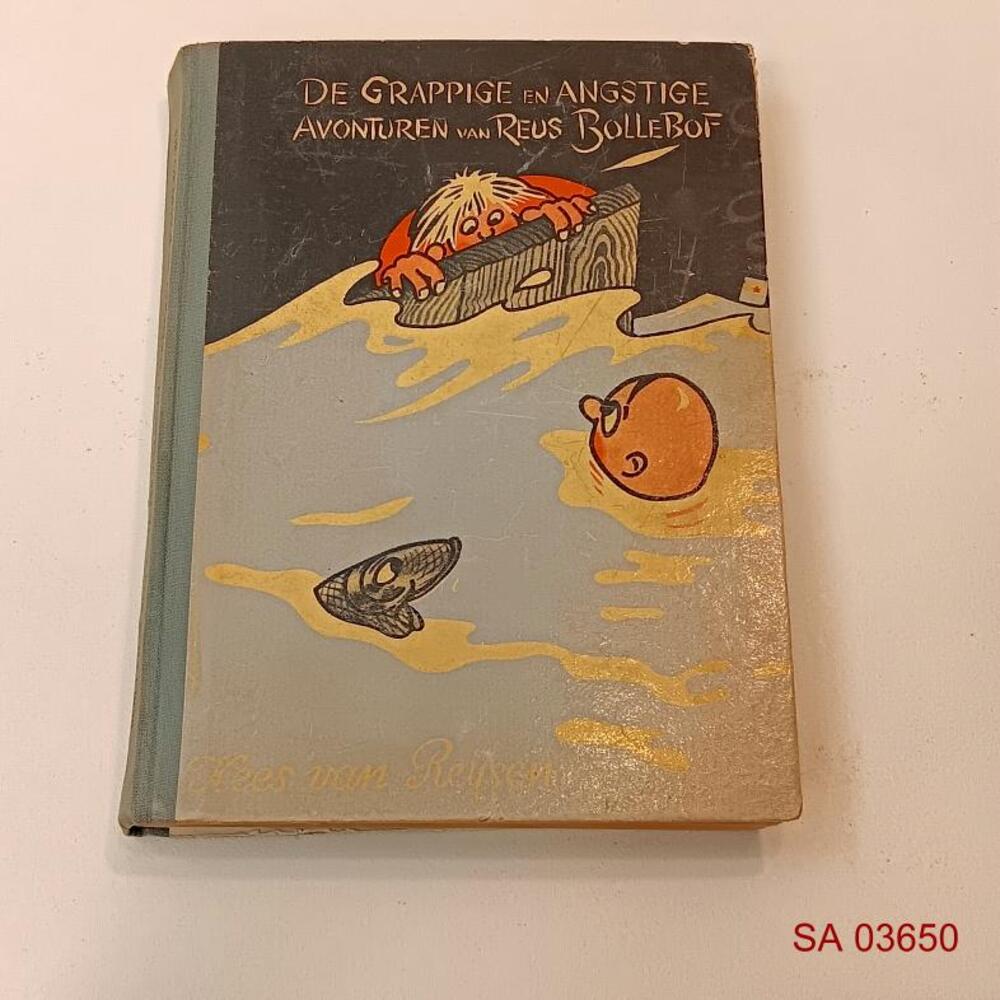 DE GRAPPIGE EN ANGSTIGE
AVONTUREN VAN REUS BOLLEBOF
Kees van Reysen
SA 03650